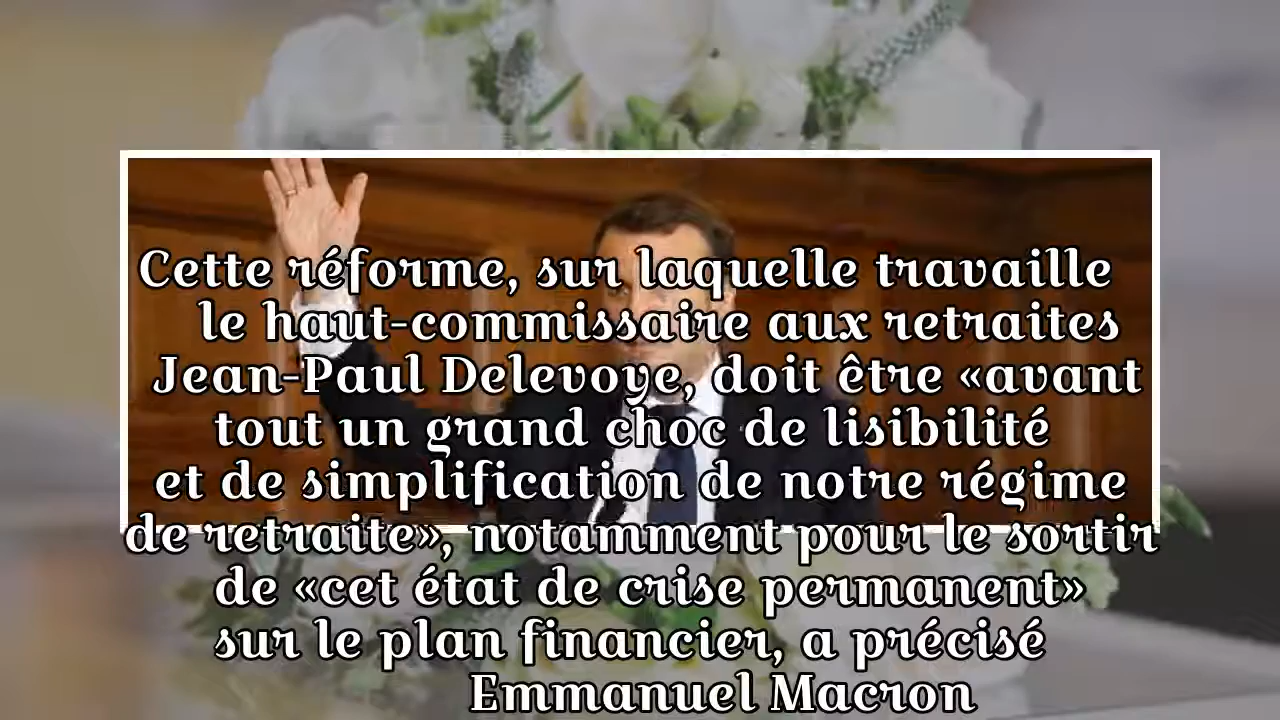 Cette réforme, sur laquelle travaille
le haut-commissaire aux retraites
Jean-Paul Delevoye, doit être «avant
tout un grand choc de lisibilité
et de simplification de notre régime
de retraite», notamment pour le sortir
de «cet état de crise permanent»
sur le plan financier, a précisé
Emmanuel Macron